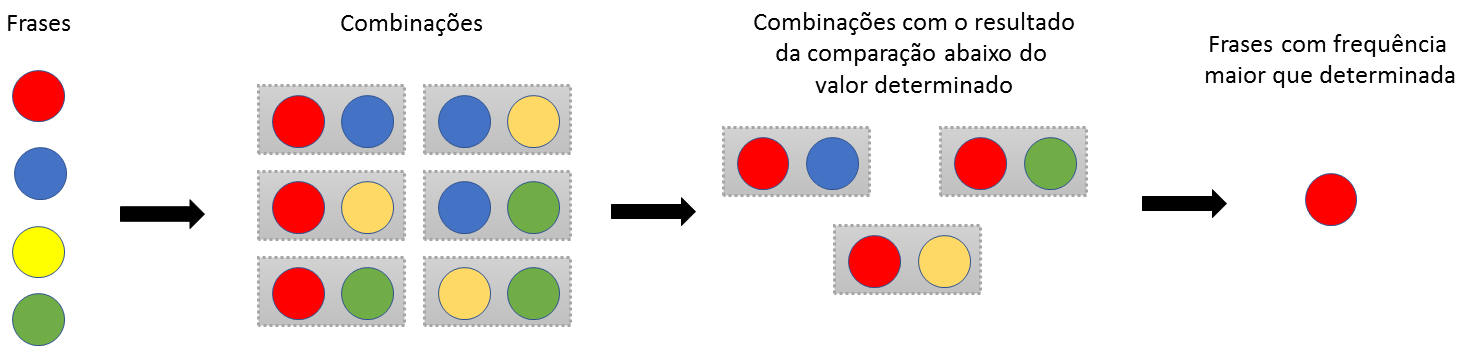 Frases
Combinações
Combinações com o resultado
da comparação abaixo do
valor determinado
Frases com frequência
maior que determinada